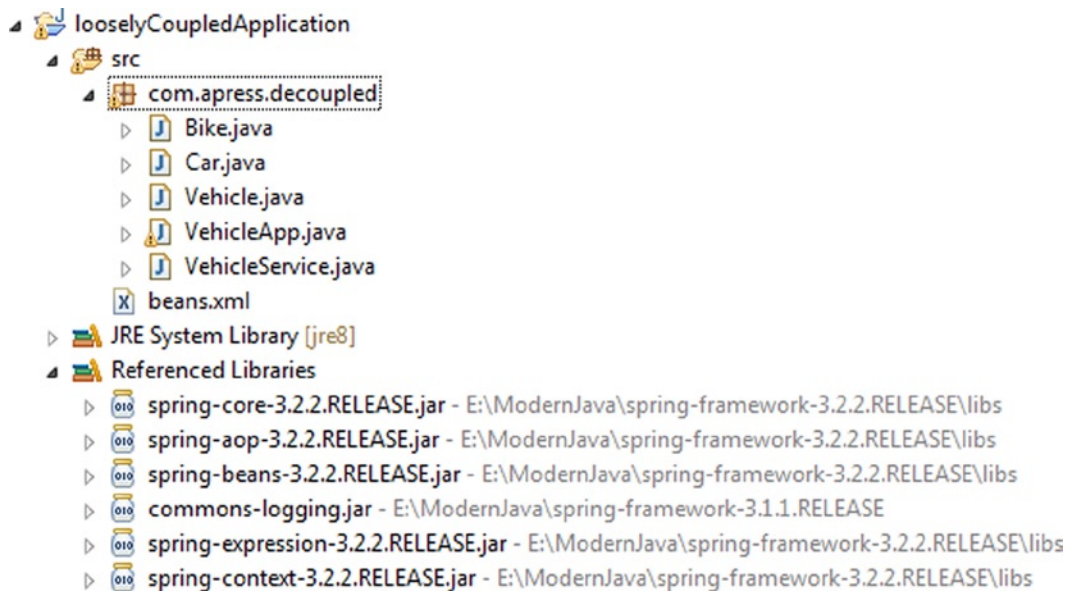 looselyCoupledApplication
src
com.apress.decoupled
Bike.java
Car.java
Vehicle.java
VehicleApp.java
VehicleService.java
beans.xml
JRE System Library [jre8]
Referenced Libraries
spring-core-3.2.2.RELEASE.jar - E:\ModernJava\spring-framework-3.2.2.RELEASE\libs
spring-aop-3.2.2.RELEASE.jar - E:\ModernJava\spring-framework-3.2.2.RELEASE\libs
spring-beans-3.2.2.RELEASE.jar - E:\ModernJava\spring-framework-3.2.2.RELEASE\libs
commons-logging.jar - E:\ModernJava\spring-framework-3.1.1.RELEASE
spring-expression-3.2.2.RELEASE.jar - E:\ModernJava\spring-framework-3.2.2.RELEASE\libs
spring-context-3.2.2.RELEASE.jar - E:\ModernJava\spring-framework-3.2.2.RELEASE\libs